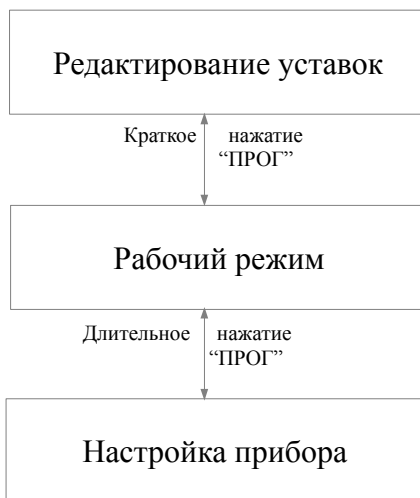 Редактирование уставок
Краткое нажатие
“ПРОГ”
Рабочий режим
Длительное нажатие
“ПРОГ”
Настройка прибора